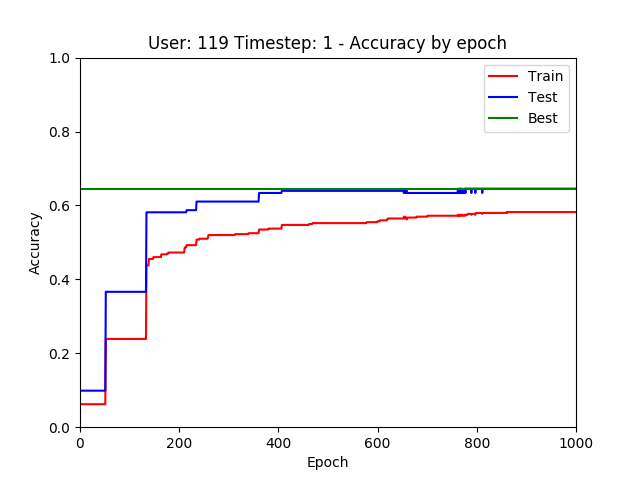 User: 119 Timestep: 1 - Accuracy by epoch
1.0
0.8
0.6
0.4
0.2
0.0
Accuracy
Train
Test
Best
0 200 400 600 800 1000
Epoch